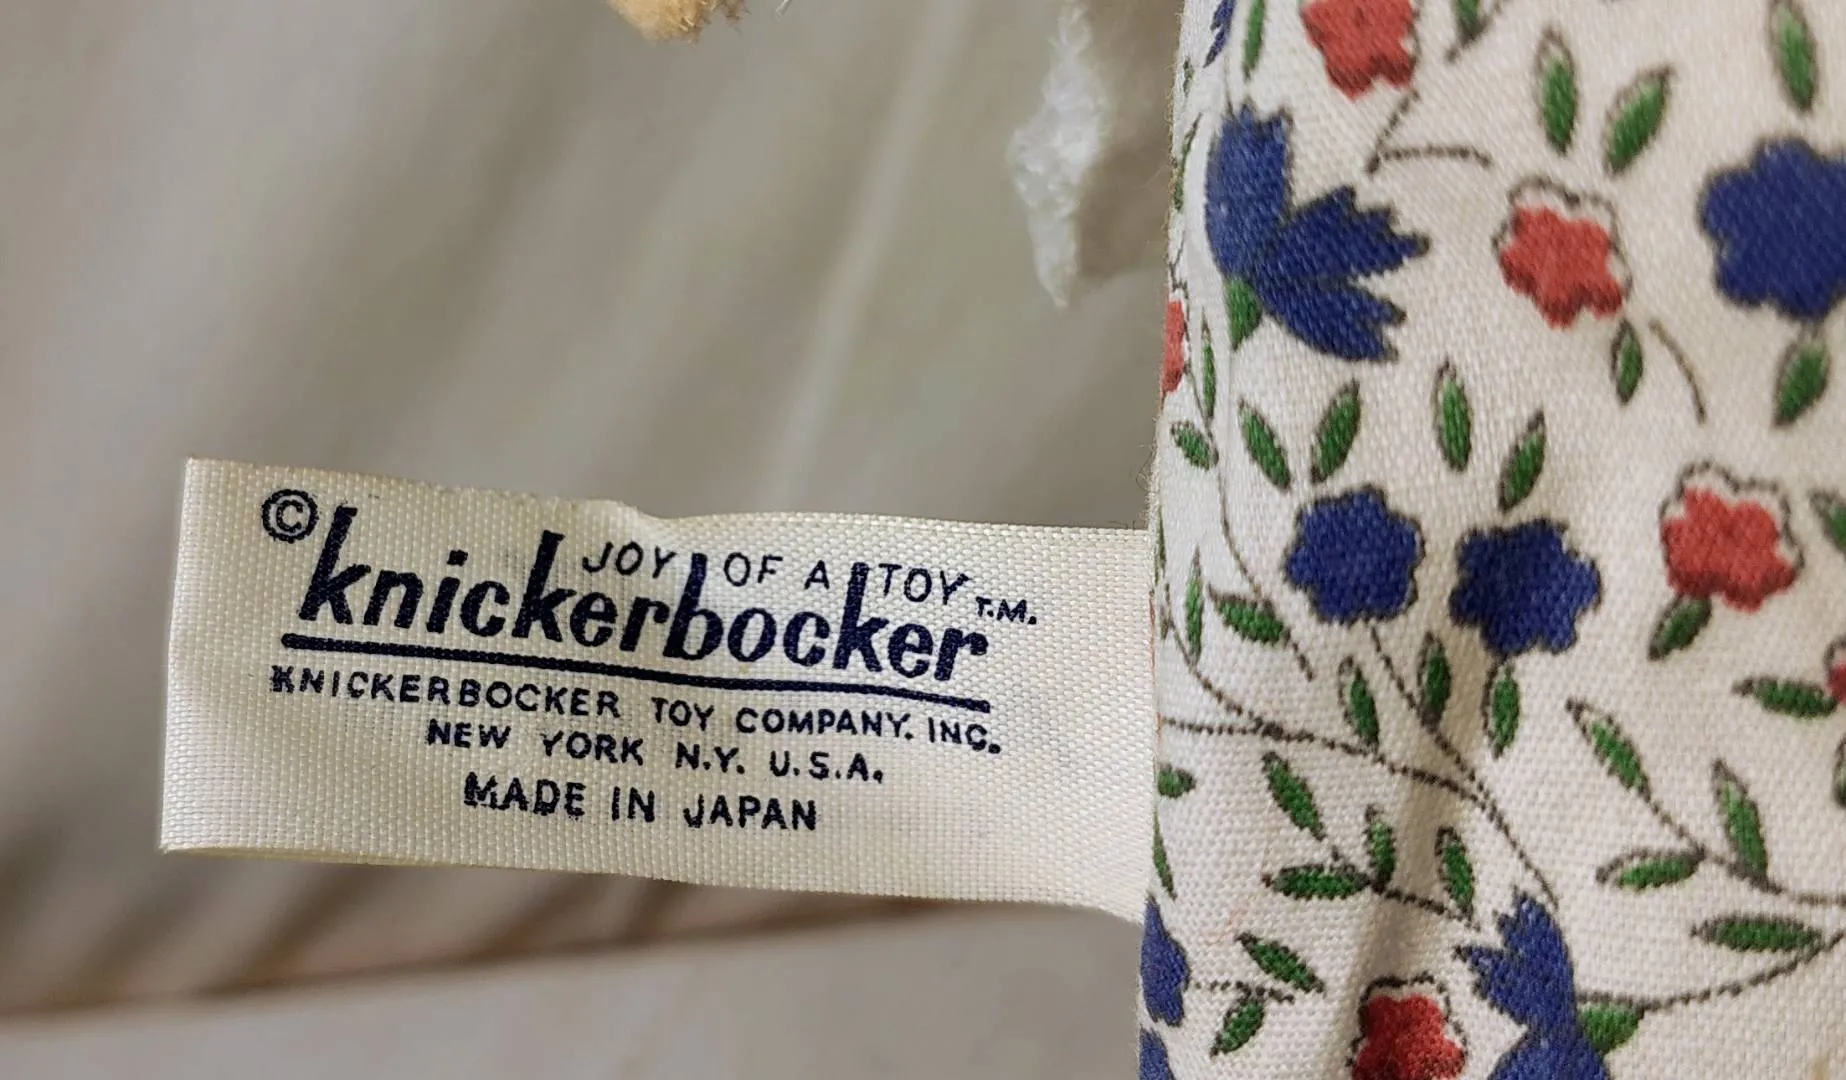 © knickerbocker
JOY OF A TOY T.M.
KNICKERBOCKER TOY COMPANY. INC.
NEW YORK N.Y. U.S.A.
MADE IN JAPAN